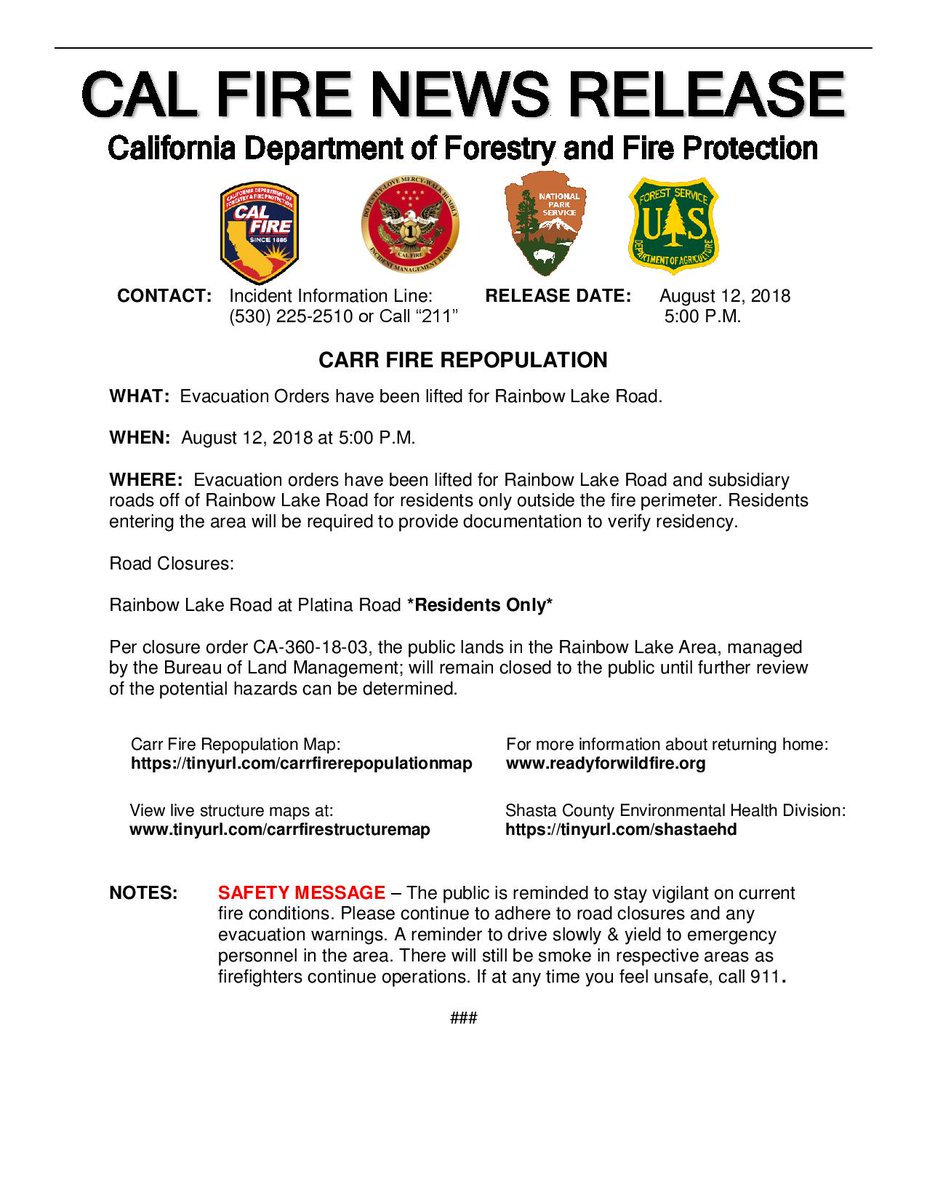 CAL FIRE NEWS RELEASE
California Department of Forestry and Fire Protection
CALIFORNIA DEPARTMENT OF
FORESTRY & FIRE PROTECTION
CAL
FIRE
SINCE 1885
1
CAL FIRE
INCIDENT MANAGEMENT TEAM
NATIONAL
PARK
SERVICE
FOREST SERVICE
U S
DEPARTMENT OF AGRICULTURE
CONTACT: Incident Information Line:
(530) 225-2510 or Call “211”
RELEASE DATE: August 12, 2018
5:00 P.M.
CARR FIRE REPOPULATION
WHAT: Evacuation Orders have been lifted for Rainbow Lake Road.
WHEN: August 12, 2018 at 5:00 P.M.
WHERE: Evacuation orders have been lifted for Rainbow Lake Road and subsidiary
roads off of Rainbow Lake Road for residents only outside the fire perimeter. Residents
entering the area will be required to provide documentation to verify residency.
Road Closures:
Rainbow Lake Road at Platina Road *Residents Only*
Per closure order CA-360-18-03, the public lands in the Rainbow Lake Area, managed
by the Bureau of Land Management; will remain closed to the public until further review
of the potential hazards can be determined.
Carr Fire Repopulation Map:
https://tinyurl.com/carrfirerepopulationmap
For more information about returning home:
www.readyforwildfire.org
View live structure maps at:
www.tinyurl.com/carrfirestructuremap
Shasta County Environmental Health Division:
https://tinyurl.com/shastaehd
NOTES: SAFETY MESSAGE – The public is reminded to stay vigilant on current
fire conditions. Please continue to adhere to road closures and any
evacuation warnings. A reminder to drive slowly & yield to emergency
personnel in the area. There will still be smoke in respective areas as
firefighters continue operations. If at any time you feel unsafe, call 911.
###